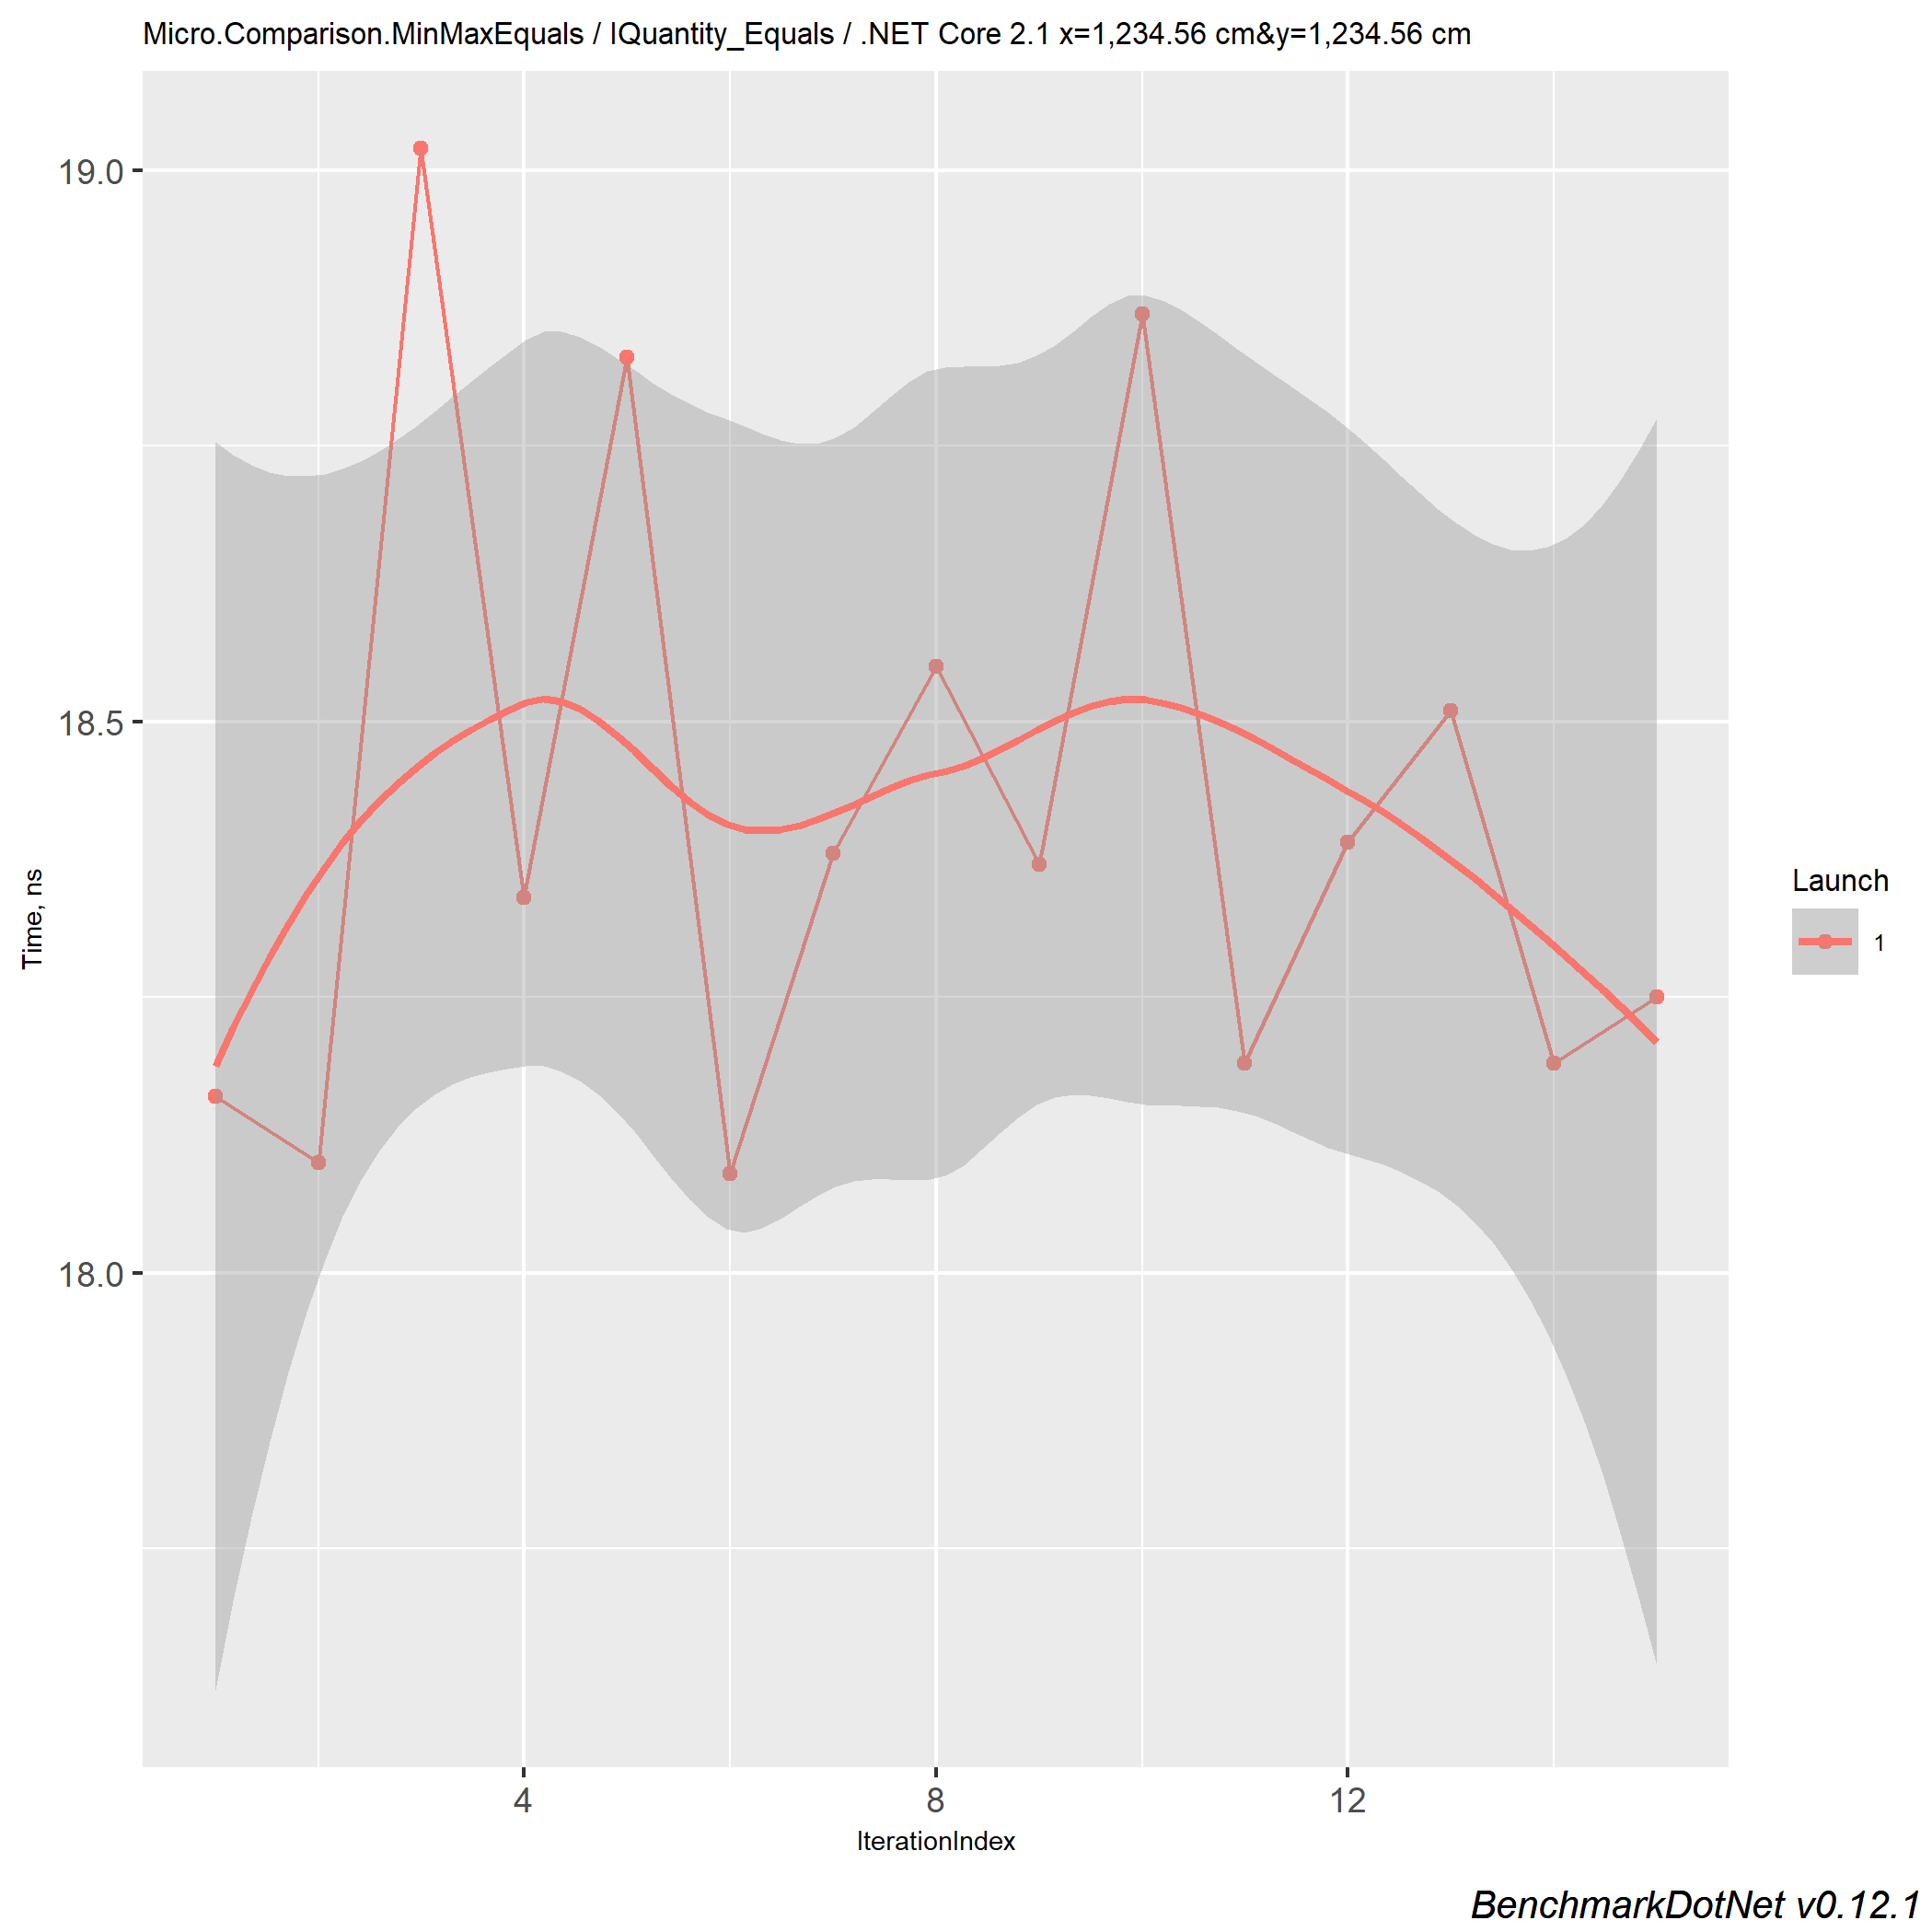 Micro.Comparison.MinMaxEquals / IQuantity_Equals / .NET Core 2.1 x=1,234.56 cm&y=1,234.56 cm
19.0
18.5
18.0
Time, ns
4
8
12
IterationIndex
Launch
1
BenchmarkDotNet v0.12.1